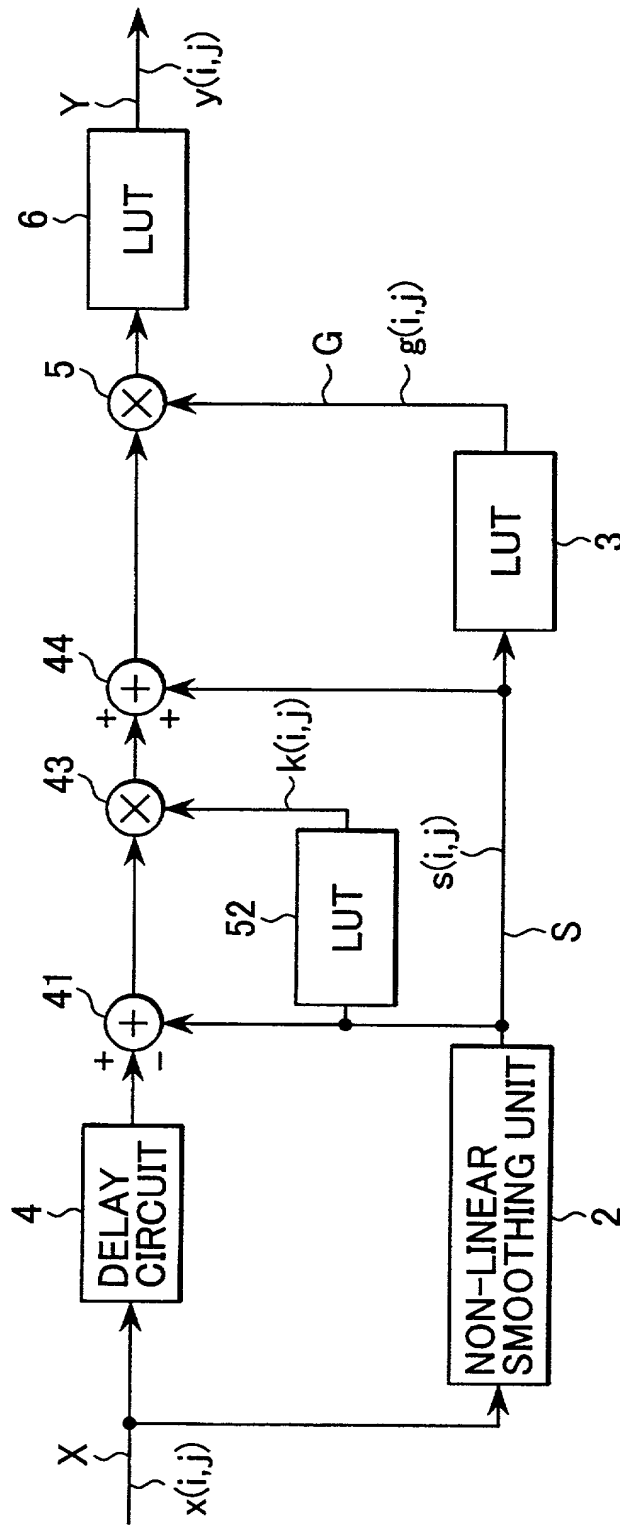 X
x(i,j)
4
DELAY
CIRCUIT
41
+
-
+
43
×
44
+
+
+
5
×
6
LUT
Y
y(i,j)
52
LUT
k(i,j)
G
g(i,j)
NON-LINEAR
SMOOTHING UNIT
2
S
s(i,j)
LUT
3